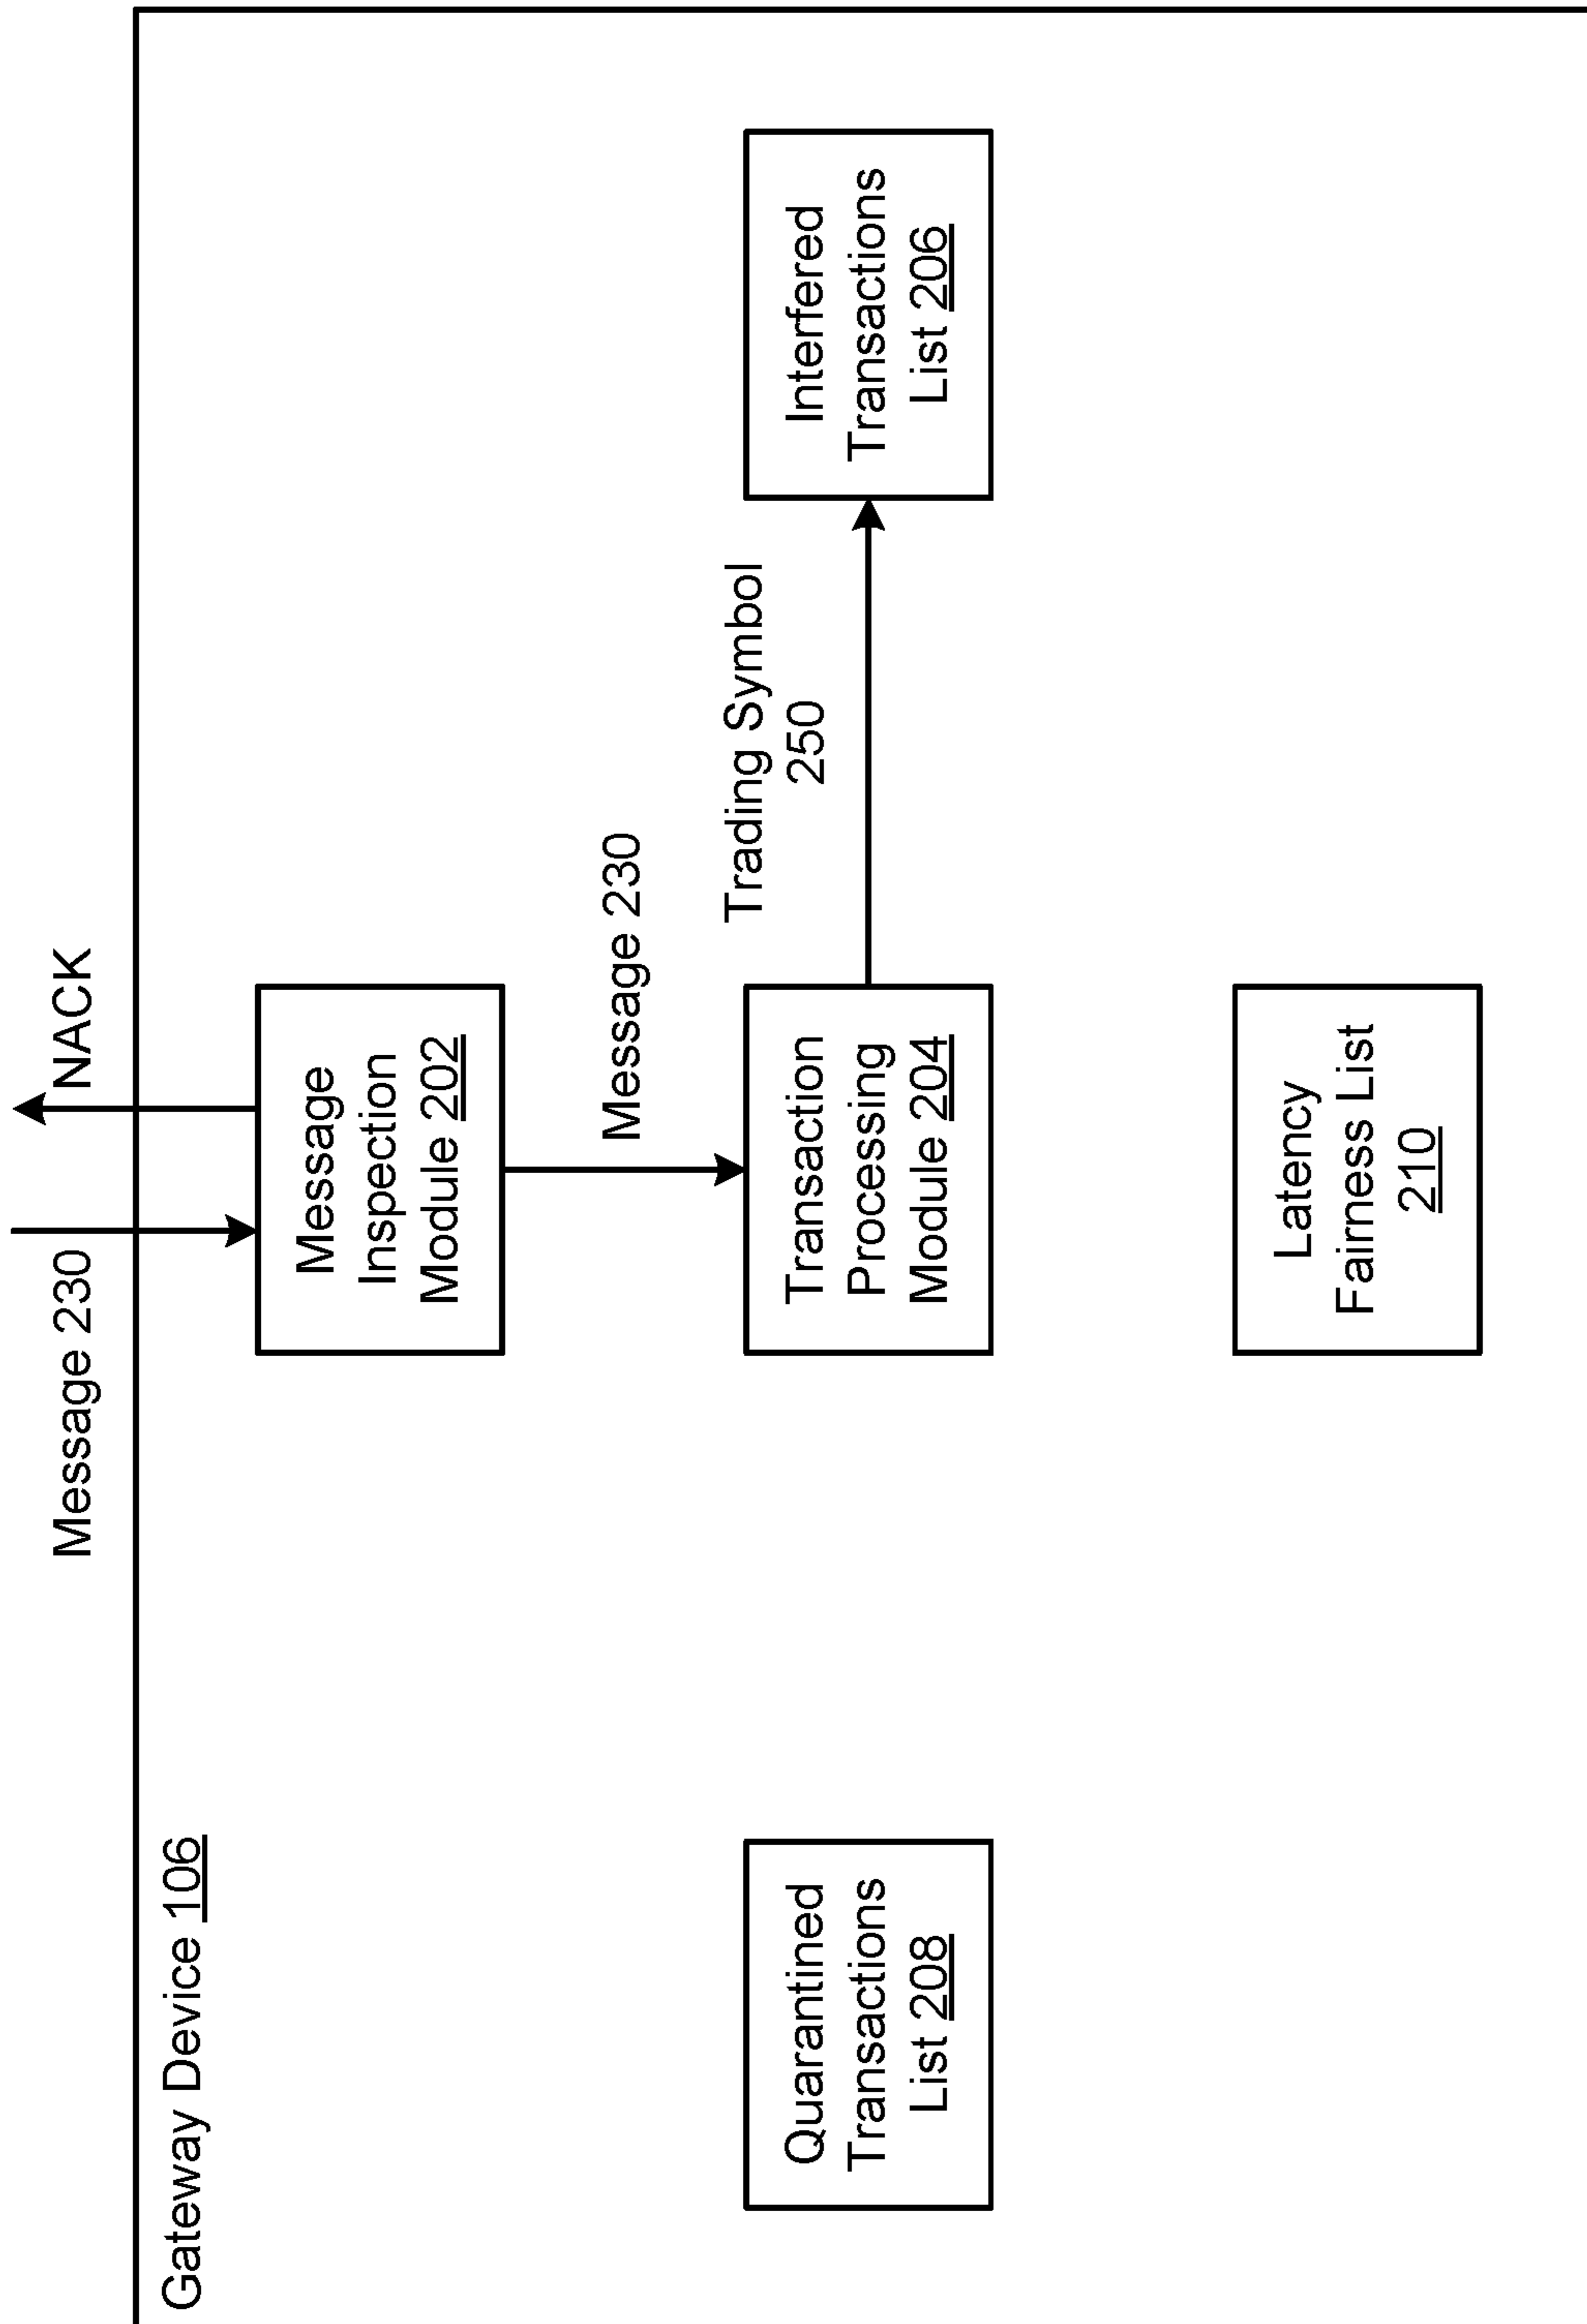 Message 230
NACK
Gateway Device 106
Message
Inspection
Module 202
Message 230
Trading Symbol
250
Quarantined
Transactions
List 208
Transaction
Processing
Module 204
Interfered
Transactions
List 206
Latency
Fairness List
210